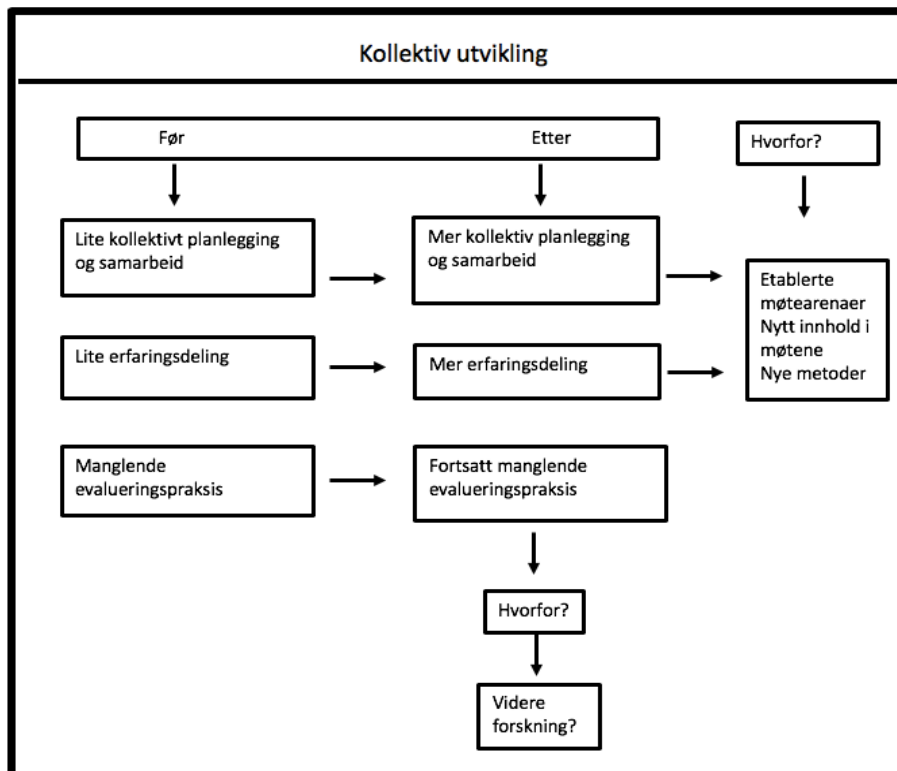 Kollektiv utvikling
Før
Etter
Hvorfor?
Lite kollektivt planlegging
og samarbeid
Mer kollektiv planlegging
og samarbeid
Etablerte
møtearenaer
Nytt innhold i
møtene
Nye metoder
Lite erfaringsdeling
Mer erfaringsdeling
Manglende
evalueringspraksis
Fortsatt manglende
evalueringspraksis
Hvorfor?
Videre
forskning?